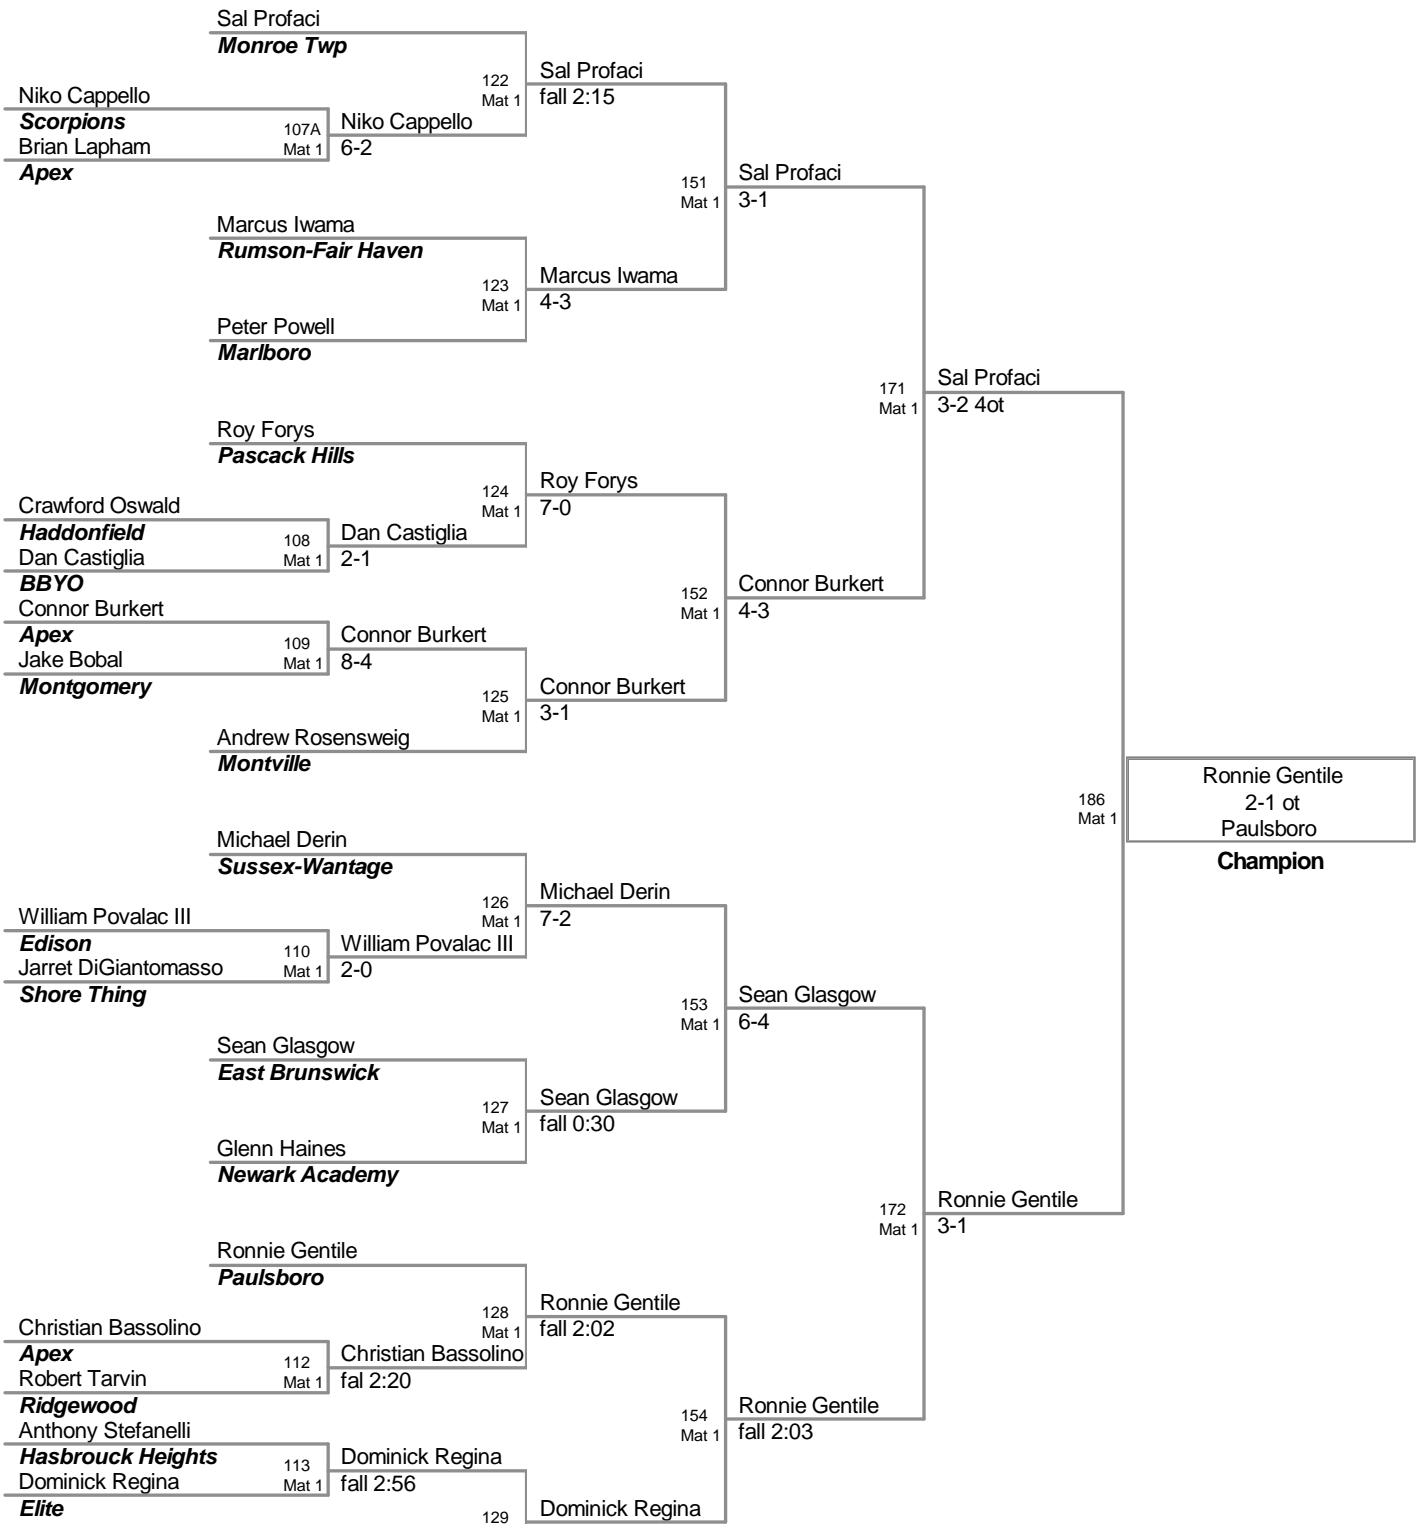 Sal Profaci
Monroe Twp
122
Mat 1
Sal Profaci
fall 2:15
Niko Cappello
Scorpions
107A
Mat 1
Niko Cappello
6-2
Brian Lapham
Apex
151
Mat 1
Sal Profaci
3-1
Marcus Iwama
Rumson-Fair Haven
123
Mat 1
Marcus Iwama
4-3
Peter Powell
Marlboro
171
Mat 1
Sal Profaci
3-2 4ot
Roy Forys
Pascack Hills
124
Mat 1
Roy Forys
7-0
Crawford Oswald
Haddonfield
108
Mat 1
Dan Castiglia
2-1
Dan Castiglia
BBYO
152
Mat 1
Connor Burkert
4-3
Connor Burkert
Apex
109
Mat 1
Connor Burkert
8-4
Jake Bobal
Montgomery
125
Mat 1
Connor Burkert
3-1
Andrew Rosensweig
Montville
186
Mat 1
Ronnie Gentile
2-1 ot
Paulsboro
Champion
Michael Derin
Sussex-Wantage
126
Mat 1
Michael Derin
7-2
William Povalac III
Edison
110
Mat 1
William Povalac III
2-0
Jarret DiGiantomasso
Shore Thing
153
Mat 1
Sean Glasgow
6-4
Sean Glasgow
East Brunswick
127
Mat 1
Sean Glasgow
fall 0:30
Glenn Haines
Newark Academy
172
Mat 1
Ronnie Gentile
3-1
Ronnie Gentile
Paulsboro
128
Mat 1
Ronnie Gentile
fall 2:02
Christian Bassolino
Apex
112
Mat 1
Christian Bassolino
fal 2:20
Robert Tarvin
Ridgewood
154
Mat 1
Ronnie Gentile
fall 2:03
Anthony Stefanelli
Hasbrouck Heights
113
Mat 1
Dominick Regina
fall 2:56
Dominick Regina
Elite
129
Dominick Regina